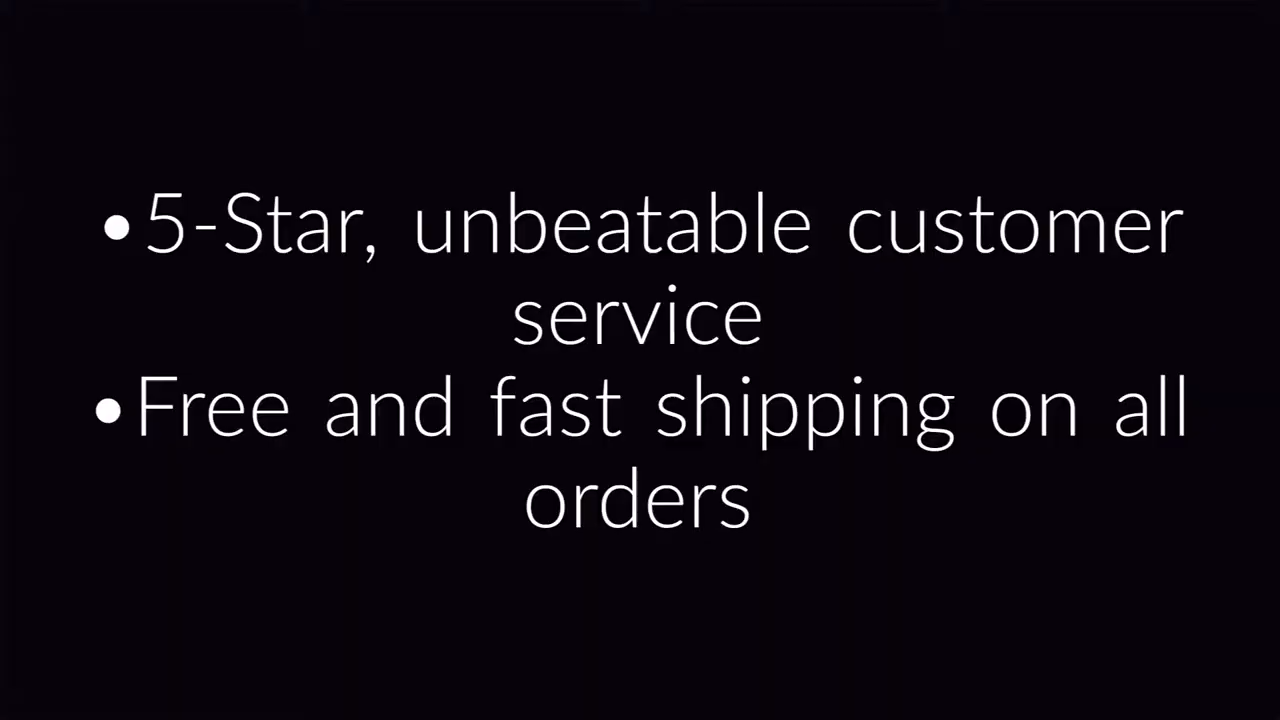 •5-Star, unbeatable customer
service
•Free and fast shipping on all
orders